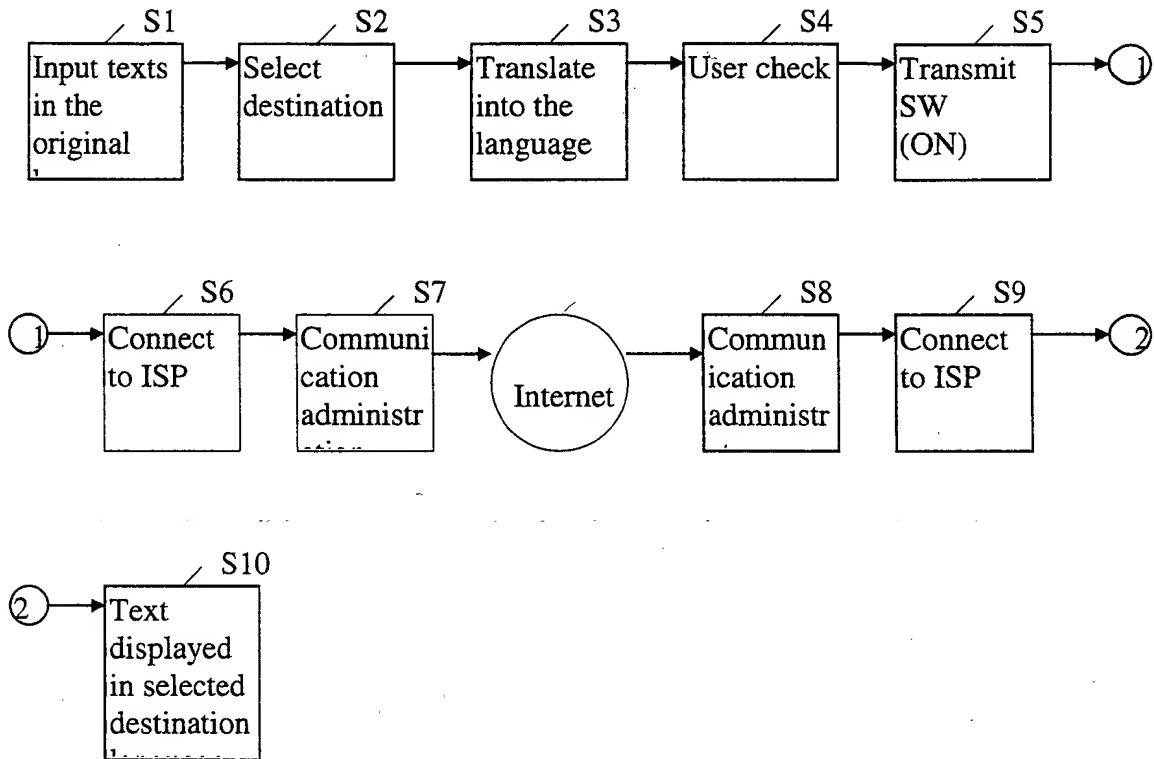 S1
Input texts
in the
original
S2
Select
destination
S3
Translate
into the
language
S4
User check
S5
Transmit
SW
(ON)
1
1
S6
Connect
to ISP
S7
Communi
cation
administr
Internet
S8
Commun
ication
administr
S9
Connect
to ISP
2
2
S10
Text
displayed
in selected
destination